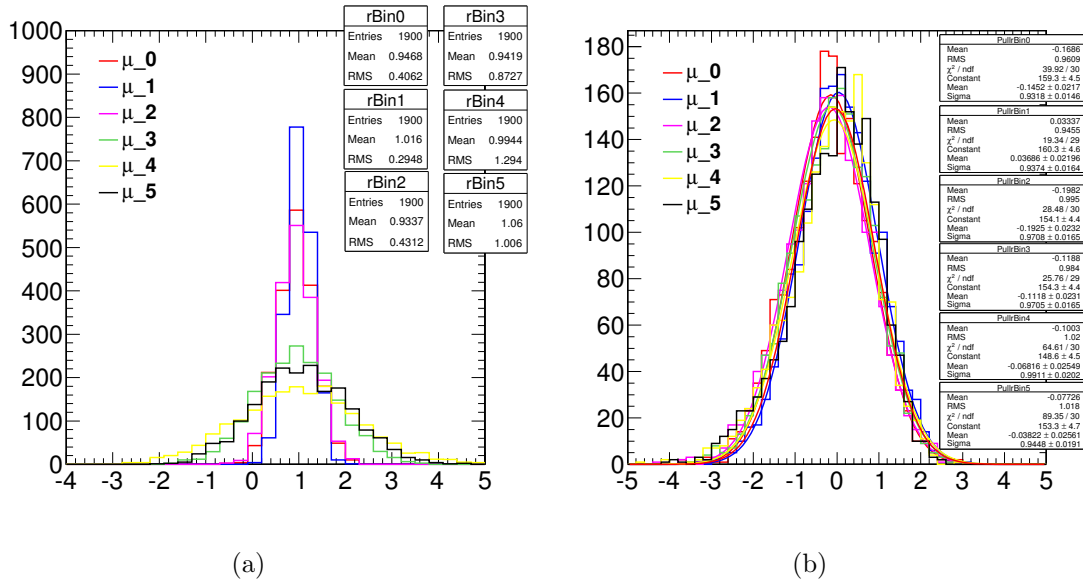 1000
900
800
700
600
500
400
300
200
100
0
-5 -4 -3 -2 -1 0 1 2 3 4 5
μ_0
μ_1
μ_2
μ_3
μ_4
μ_5
rBin0
Entries 1900
Mean 0.9468
RMS 0.4062
rBin1
Entries 1900
Mean 1.016
RMS 0.2948
rBin2
Entries 1900
Mean 0.9337
RMS 0.4312
rBin3
Entries 1900
Mean 0.9419
RMS 0.8727
rBin4
Entries 1900
Mean 0.9944
RMS 1.294
rBin5
Entries 1900
Mean 1.06
RMS 1.006
(a)
180
160
140
120
100
80
60
40
20
0
-5 -4 -3 -2 -1 0 1 2 3 4 5
μ_0
μ_1
μ_2
μ_3
μ_4
μ_5
PullrBin0
Mean -0.1686
RMS 0.9609
χ² / ndf 39.92 / 30
Constant 159.3 ± 4.6
Mean -0.1452 ± 0.0217
Sigma 0.9318 ± 0.0146
PullrBin1
Mean 0.03337
RMS 0.9455
χ² / ndf 19.34 / 29
Constant 160.3 ± 4.6
Mean 0.03686 ± 0.02196
Sigma 0.9374 ± 0.0164
PullrBin2
Mean -0.1982
RMS 0.995
χ² / ndf 28.48 / 30
Constant 154.1 ± 4.4
Mean -0.1925 ± 0.0232
Sigma 0.9708 ± 0.0165
PullrBin3
Mean -0.1188
RMS 0.984
χ² / ndf 25.76 / 29
Constant 154.3 ± 4.4
Mean -0.1118 ± 0.0231
Sigma 0.9705 ± 0.0165
PullrBin4
Mean -0.1003
RMS 1.02
χ² / ndf 64.61 / 30
Constant 148.6 ± 4.5
Mean -0.06816 ± 0.02549
Sigma 0.9911 ± 0.0202
PullrBin5
Mean -0.07726
RMS 1.018
χ² / ndf 89.35 / 30
Constant 153.3 ± 4.7
Mean -0.03822 ± 0.02561
Sigma 0.9448 ± 0.0191
(b)